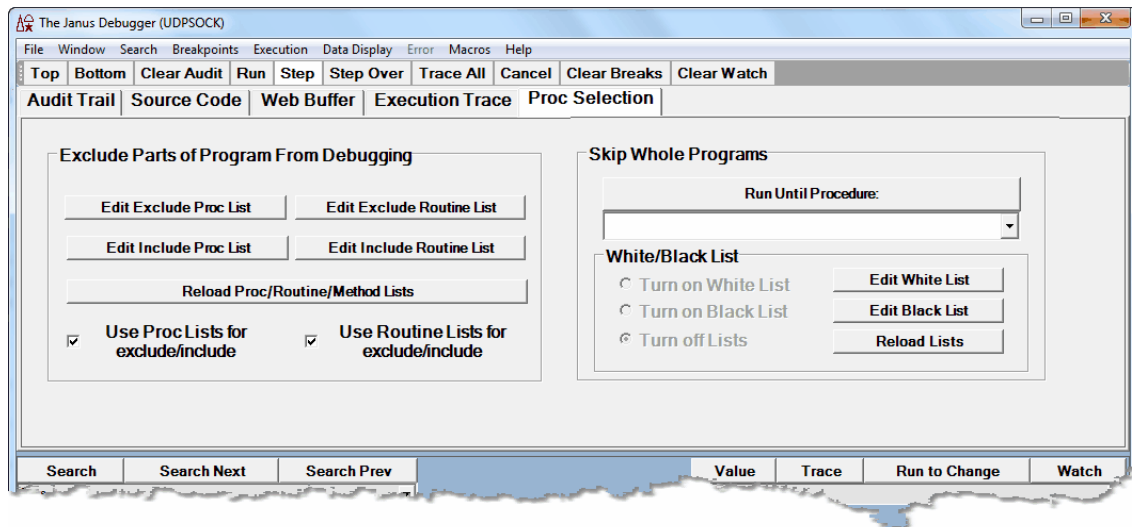 The Janus Debugger (UDPSOCK)
File Window Search Breakpoints Execution Data Display Error Macros Help
Top Bottom Clear Audit Run Step Step Over Trace All Cancel Clear Breaks Clear Watch
Audit Trail Source Code Web Buffer Execution Trace Proc Selection
Exclude Parts of Program From Debugging
Edit Exclude Proc List Edit Exclude Routine List
Edit Include Proc List Edit Include Routine List
Reload Proc/Routine/Method Lists
Use Proc Lists for exclude/include
Use Routine Lists for exclude/include
Skip Whole Programs
Run Until Procedure:
White/Black List
Turn on White List Edit White List
Turn on Black List Edit Black List
Turn off Lists Reload Lists
Search Search Next Search Prev Value Trace Run to Change Watch